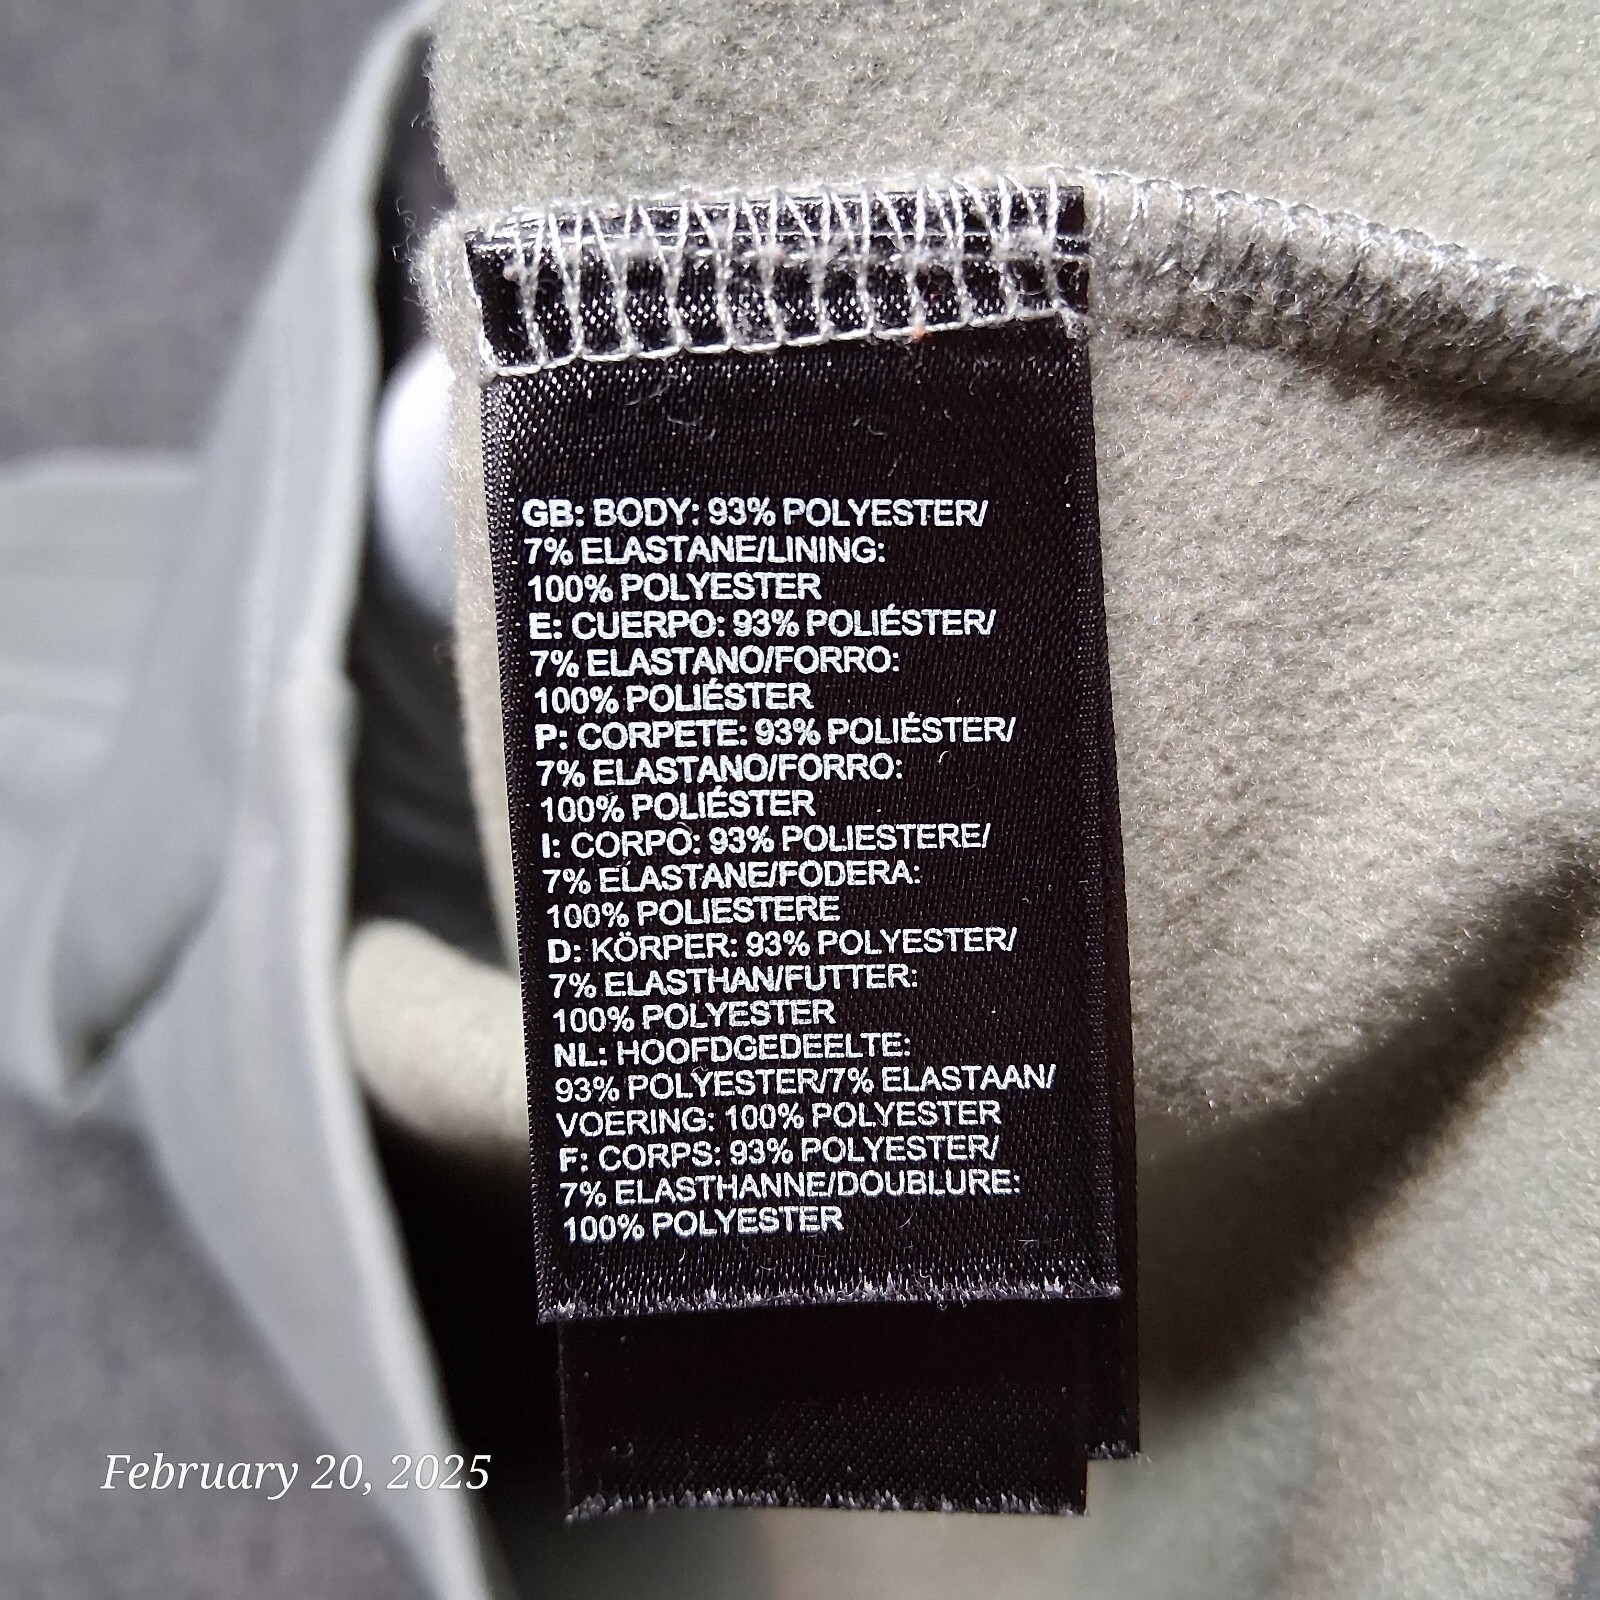 GB: BODY: 93% POLYESTER/
7% ELASTANE/LINING:
100% POLYESTER
E: CUERPO: 93% POLIÉSTER/
7% ELASTANO/FORRO:
100% POLIÉSTER
P: CORPETE: 93% POLIÉSTER/
7% ELASTANO/FORRO:
100% POLIÉSTER
I: CORPO: 93% POLIESTERE/
7% ELASTANE/FODERA:
100% POLIESTERE
D: KÖRPER: 93% POLYESTER/
7% ELASTHAN/FUTTER:
100% POLYESTER
NL: HOOFDGEDEELTE:
93% POLYESTER/7% ELASTAAN/
VOERING: 100% POLYESTER
F: CORPS: 93% POLYESTER/
7% ELASTHANNE/DOUBLURE:
100% POLYESTER
February 20, 2025